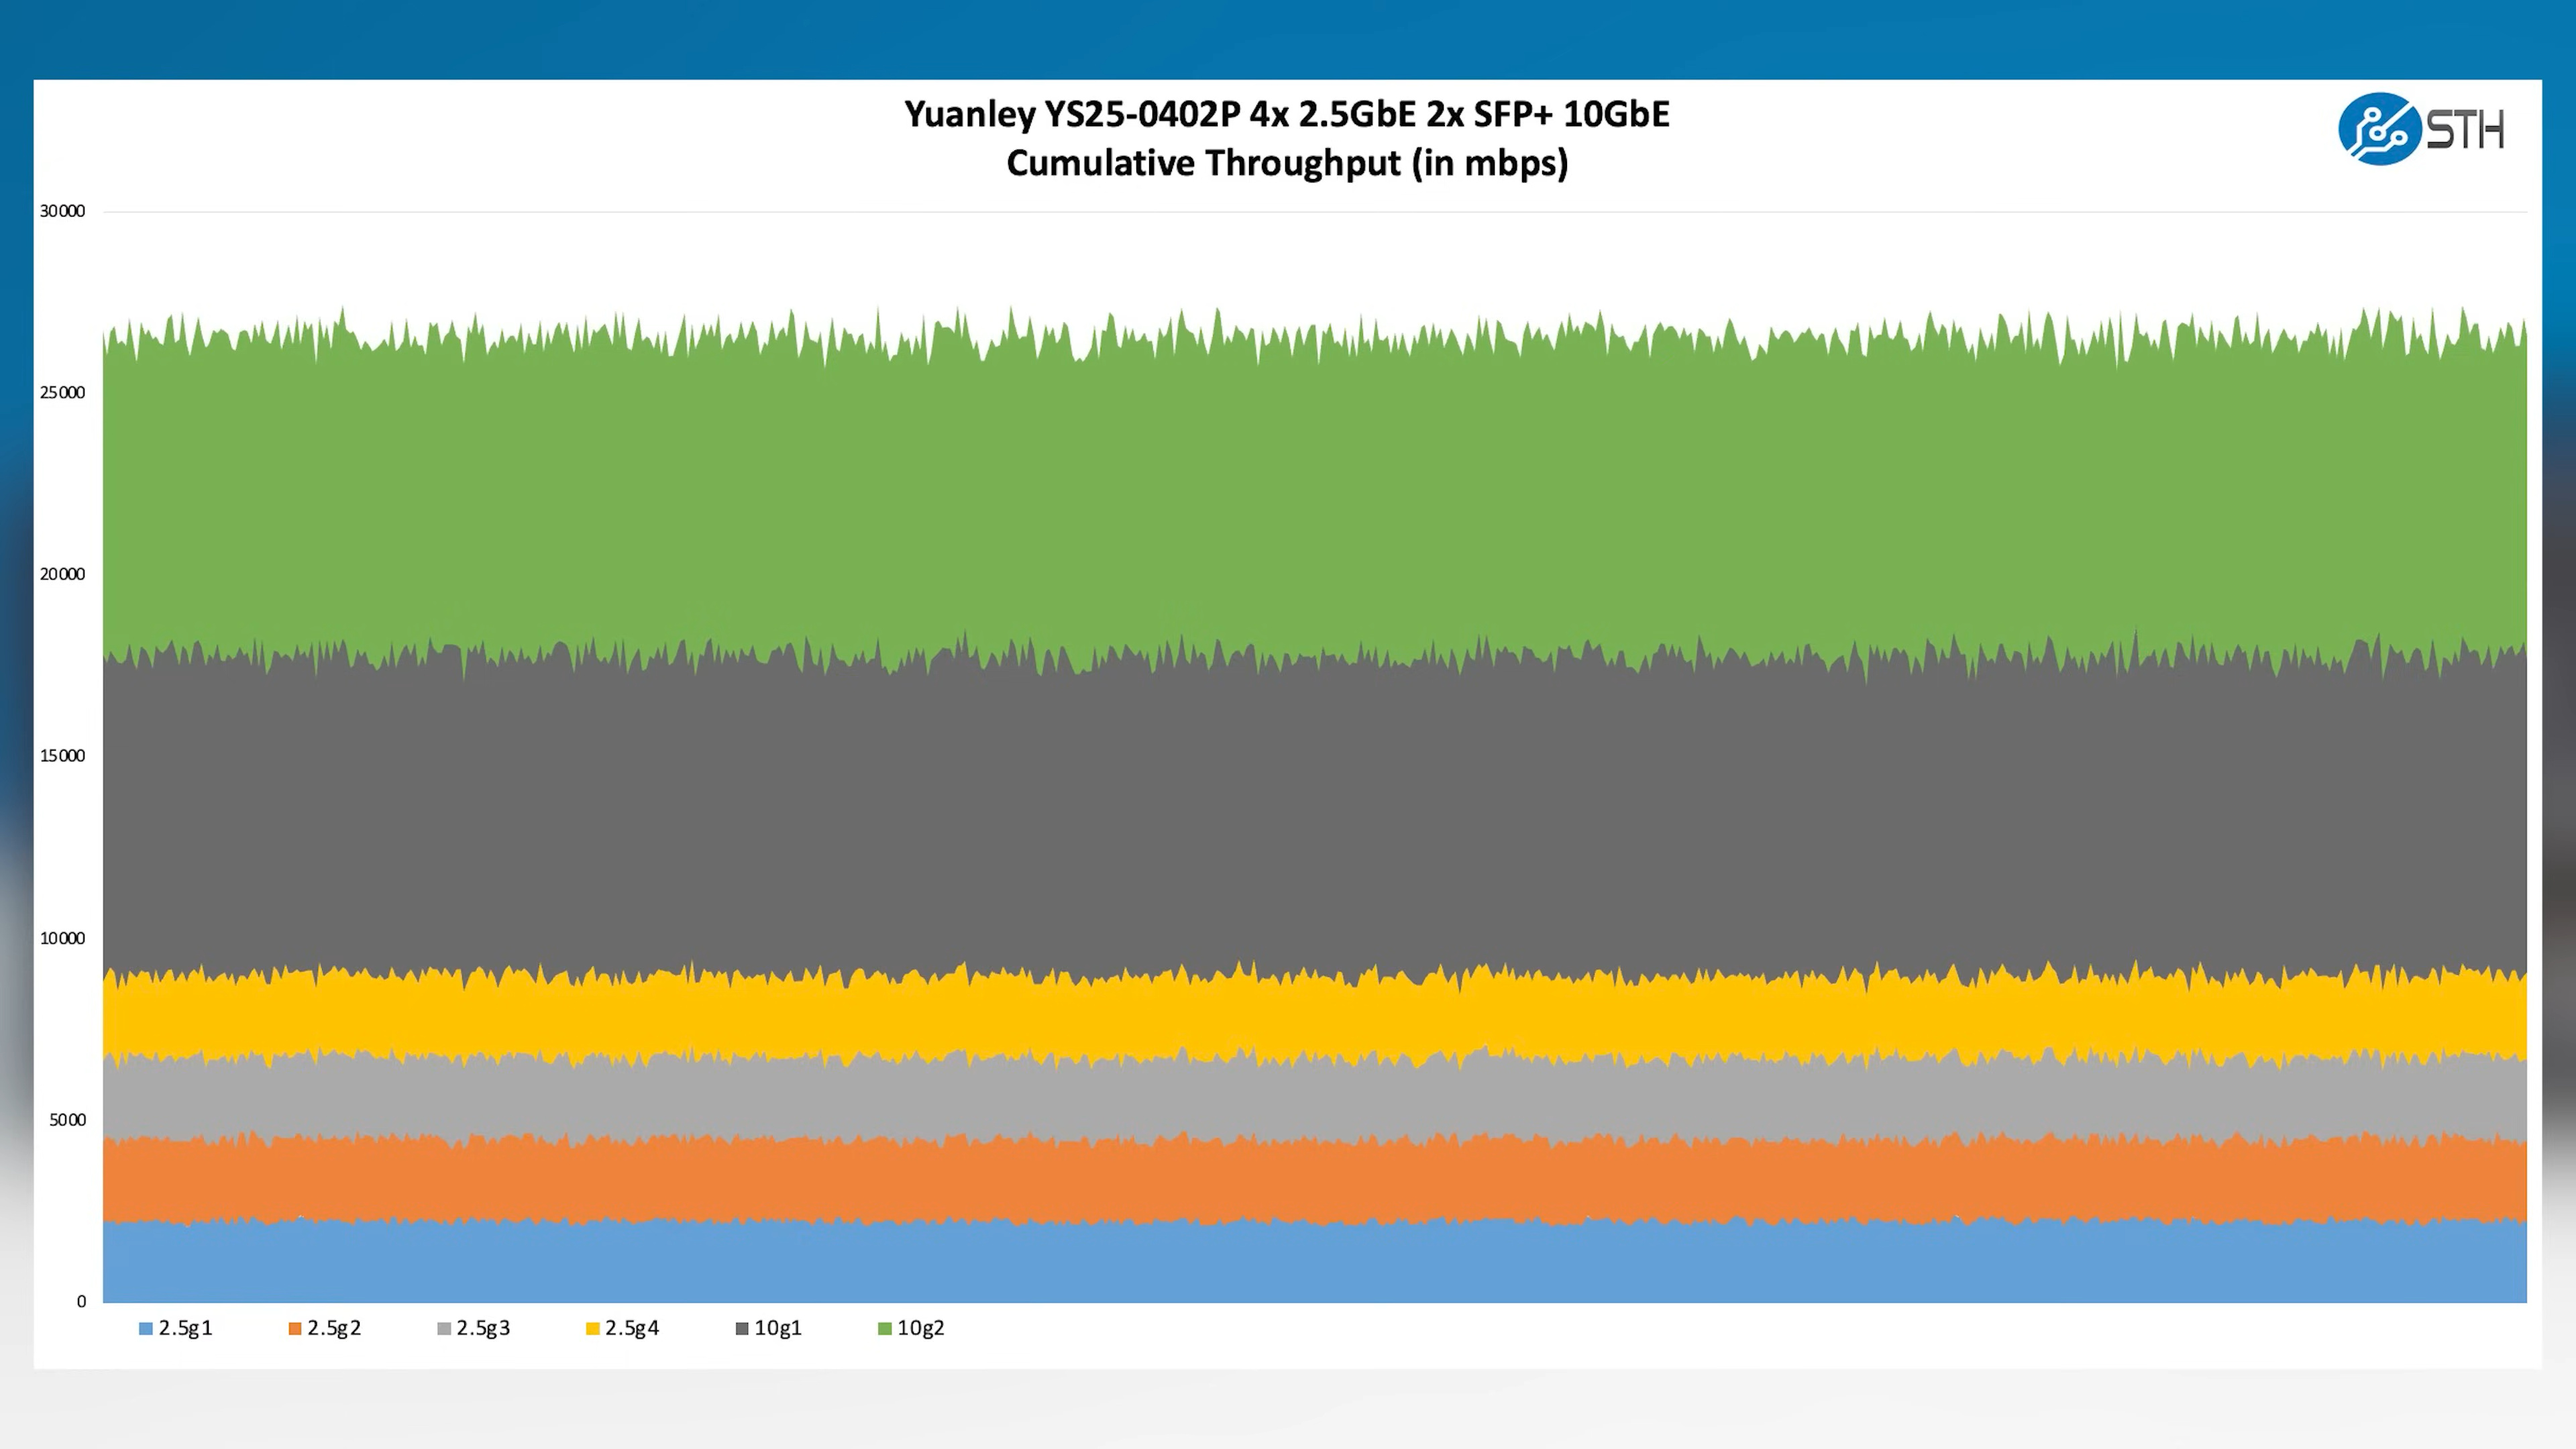 Yuanley YS25-0402P 4x 2.5GbE 2x SFP+ 10GbE
Cumulative Throughput (in mbps)
STH
30000
25000
20000
15000
10000
5000
0
2.5g1 2.5g2 2.5g3 2.5g4 10g1 10g2